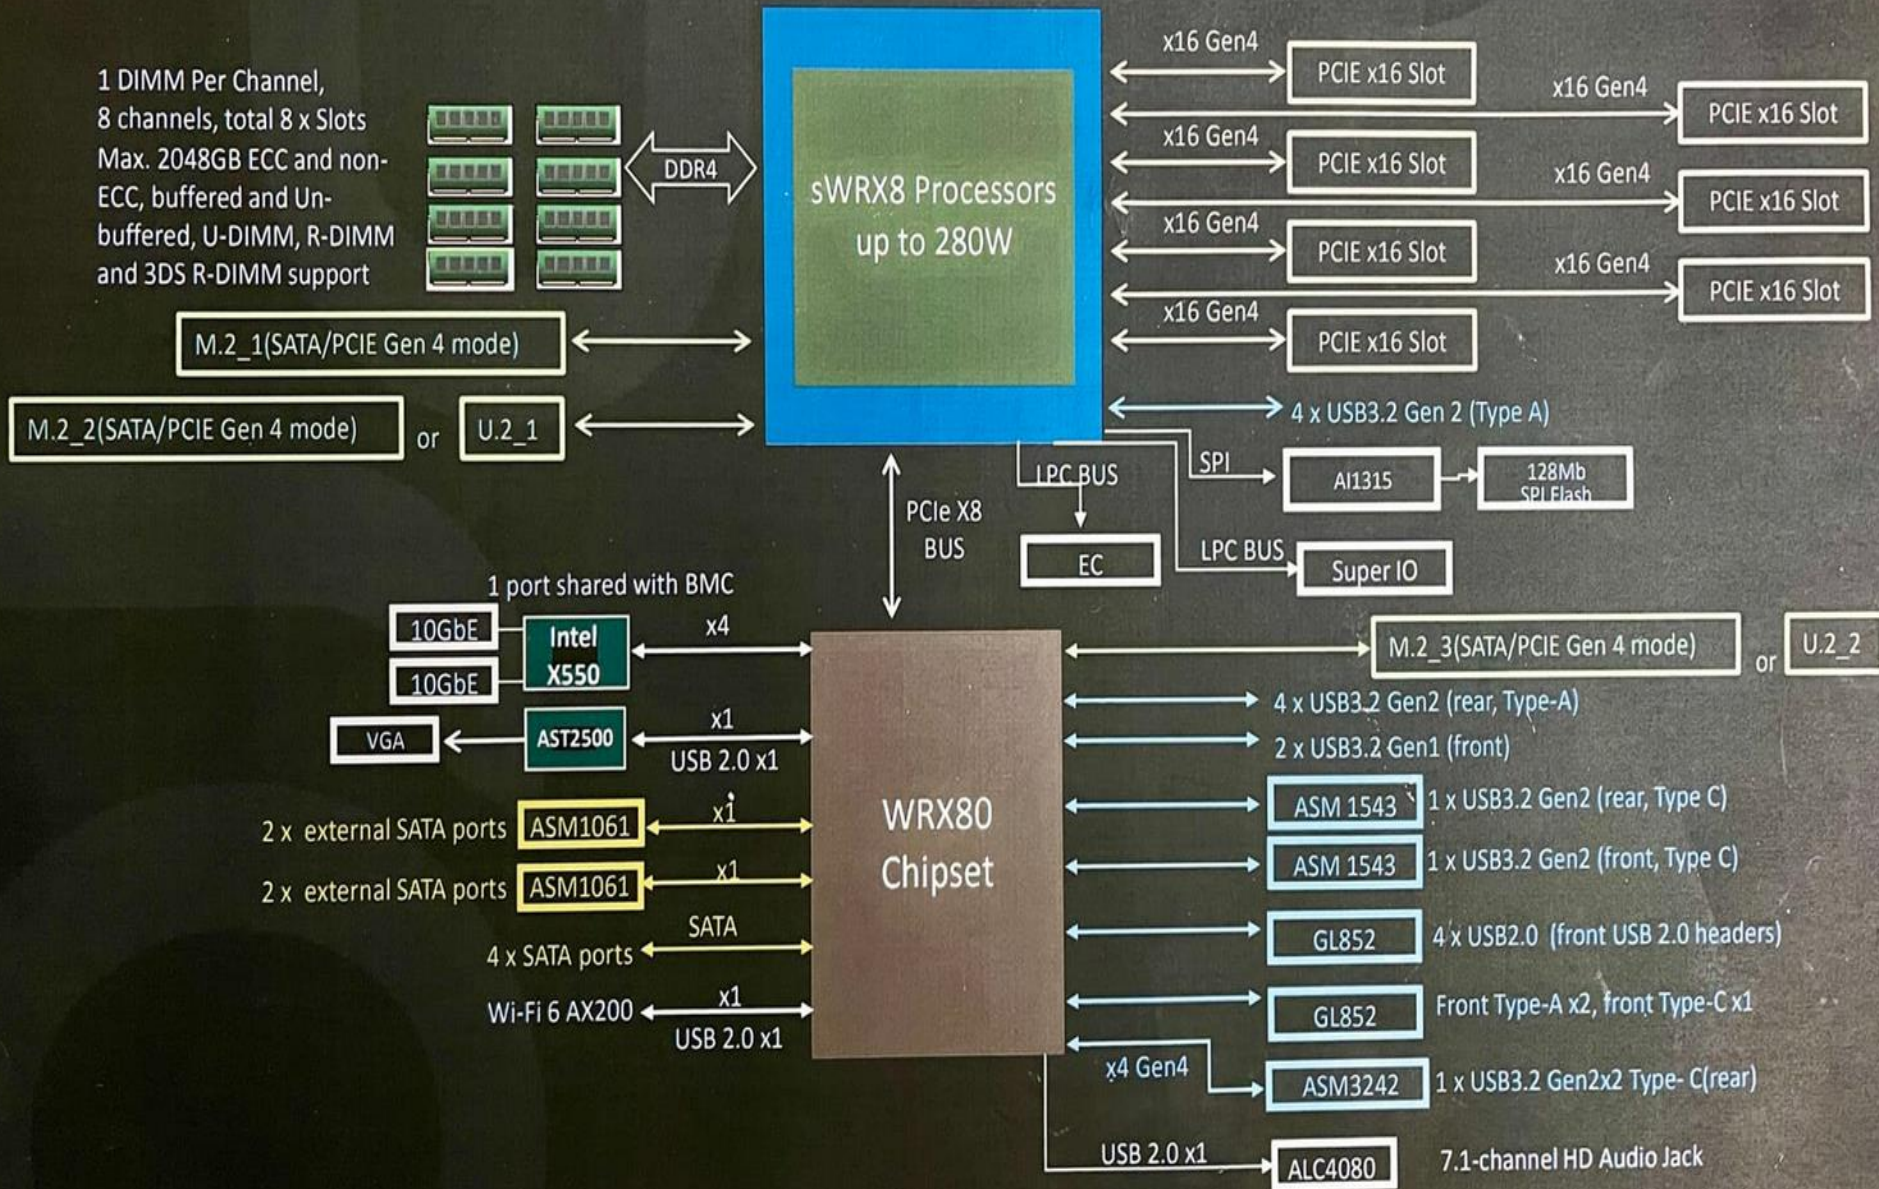 1 DIMM Per Channel,
8 channels, total 8 x Slots
Max. 2048GB ECC and non-
ECC, buffered and Un-
buffered, U-DIMM, R-DIMM
and 3DS R-DIMM support
DDR4
sWRX8 Processors
up to 280W
x16 Gen4
PCIE x16 Slot
x16 Gen4
PCIE x16 Slot
x16 Gen4
PCIE x16 Slot
x16 Gen4
PCIE x16 Slot
x16 Gen4
PCIE x16 Slot
x16 Gen4
PCIE x16 Slot
x16 Gen4
PCIE x16 Slot
M.2_1(SATA/PCIE Gen 4 mode)
M.2_2(SATA/PCIE Gen 4 mode) or U.2_1
4 x USB3.2 Gen 2 (Type A)
LPC BUS
SPI
AI1315
128Mb
SPI Flash
PCIe X8
BUS
EC
LPC BUS
Super IO
1 port shared with BMC
10GbE
10GbE
Intel
X550
x4
M.2_3(SATA/PCIE Gen 4 mode) or U.2_2
VGA
AST2500
x1
USB 2.0 x1
4 x USB3.2 Gen2 (rear, Type-A)
2 x USB3.2 Gen1 (front)
WRX80
Chipset
2 x external SATA ports ASM1061 x1
ASM 1543 1 x USB3.2 Gen2 (rear, Type C)
2 x external SATA ports ASM1061 x1
ASM 1543 1 x USB3.2 Gen2 (front, Type C)
4 x SATA ports SATA
GL852 4 x USB2.0 (front USB 2.0 headers)
Wi-Fi 6 AX200 x1
USB 2.0 x1
GL852 Front Type-A x2, front Type-C x1
x4 Gen4
ASM3242 1 x USB3.2 Gen2x2 Type- C(rear)
USB 2.0 x1
ALC4080 7.1-channel HD Audio Jack